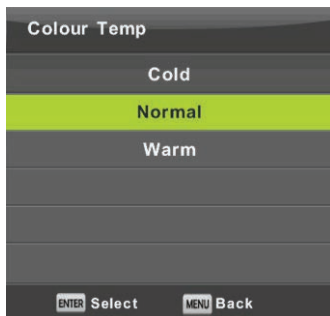 Colour Temp
Cold
Normal
Warm
ENTER Select MENU Back